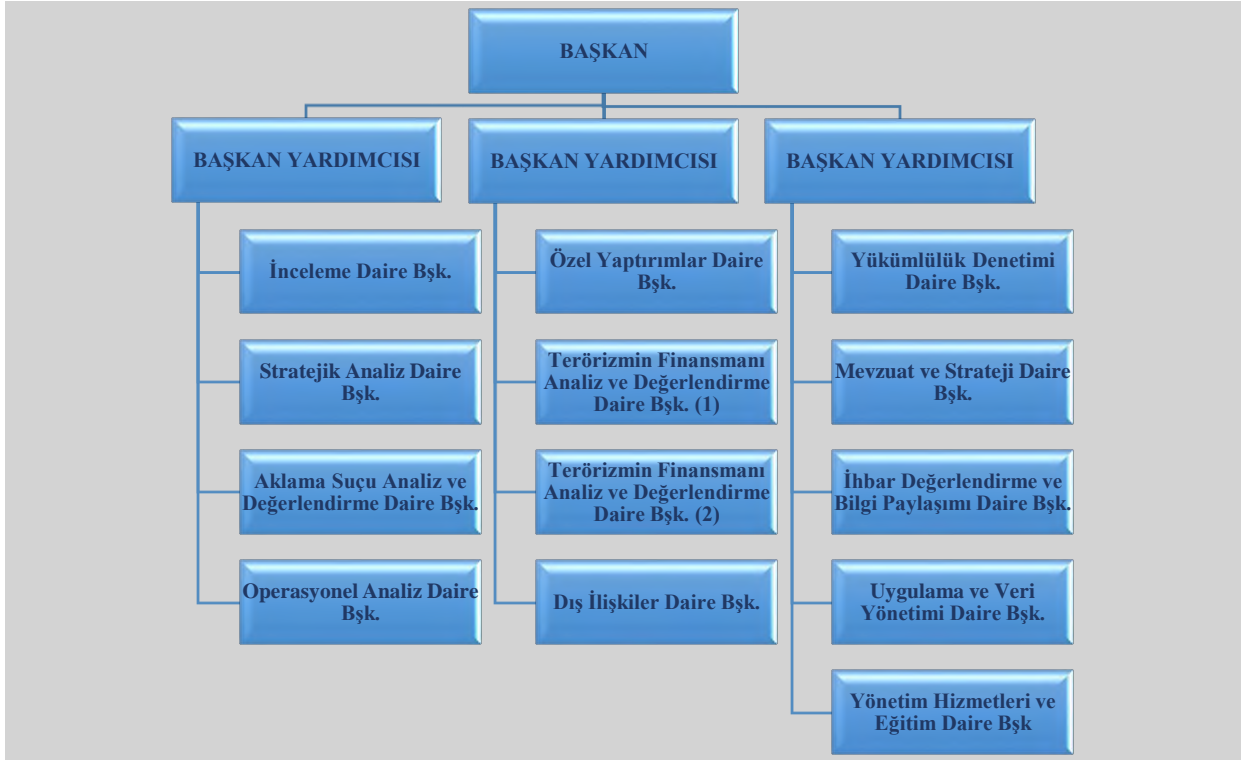 BAŞKAN
BAŞKAN YARDIMCISI
İnceleme Daire Bşk.
Stratejik Analiz Daire
Bşk.
Aklama Suçu Analiz ve
Değerlendirme Daire Bşk.
Operasyonel Analiz Daire
Bşk.
BAŞKAN YARDIMCISI
Özel Yaptırımlar Daire
Bşk.
Terörizmin Finansmanı
Analiz ve Değerlendirme
Daire Bşk. (1)
Terörizmin Finansmanı
Analiz ve Değerlendirme
Daire Bşk. (2)
Dış İlişkiler Daire Bşk.
BAŞKAN YARDIMCISI
Yükümlülük Denetimi
Daire Bşk.
Mevzuat ve Strateji Daire
Bşk.
İhbar Değerlendirme ve
Bilgi Paylaşımı Daire Bşk.
Uygulama ve Veri
Yönetimi Daire Bşk.
Yönetim Hizmetleri ve
Eğitim Daire Bşk